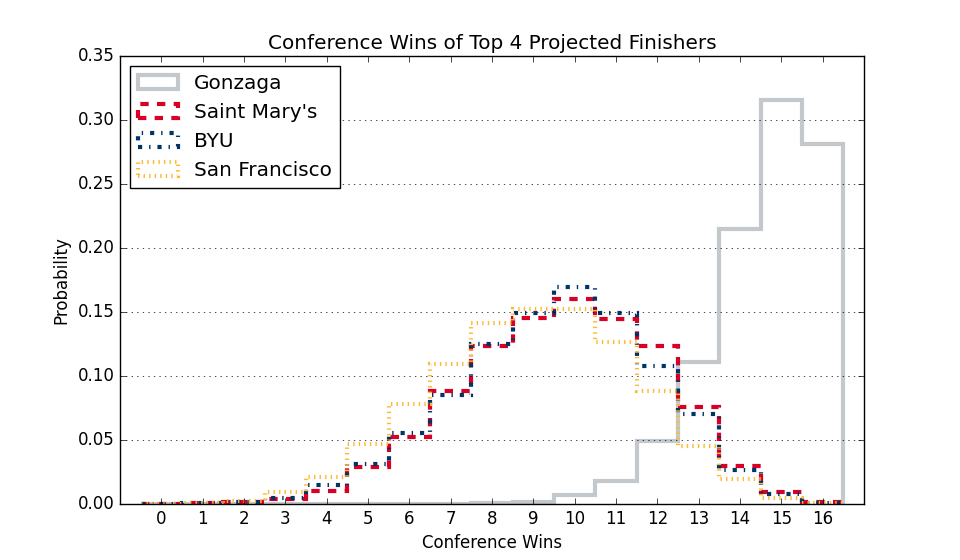 Conference Wins of Top 4 Projected Finishers
0.35
0.30
0.25
0.20
0.15
0.10
0.05
0.00
Probability
Gonzaga
Saint Mary's
BYU
San Francisco
0 1 2 3 4 5 6 7 8 9 10 11 12 13 14 15 16
Conference Wins